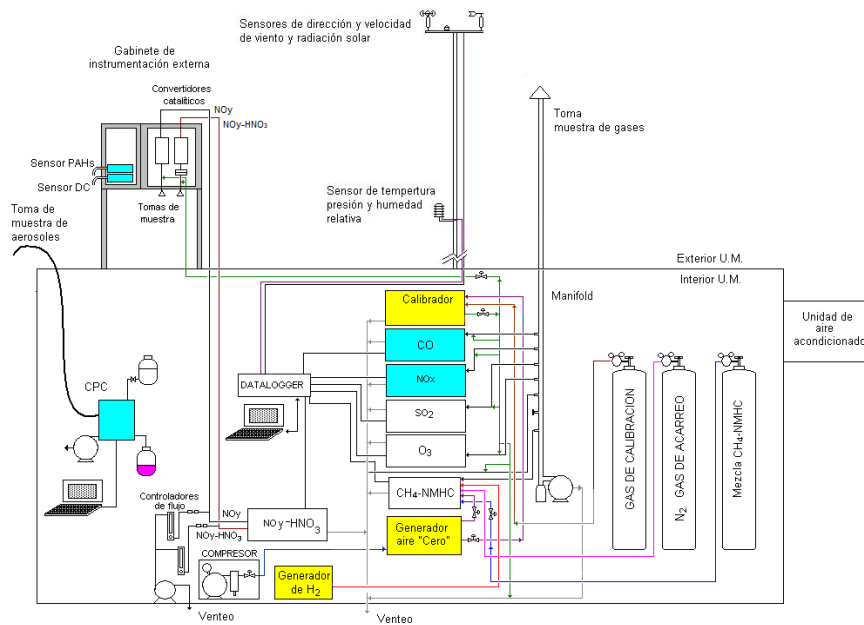 Sensores de dirección y velocidad
de viento y radiación solar
Gabinete de
instrumentación externa
Convertidores
catalíticos
NOy
NOy-HNO3
Toma
muestra de gases
Sensor PAHs
Sensor DC
Tomas de
muestra
Sensor de tempertura
presión y humedad
relativa
Toma de
muestra de
aerosoles
Exterior U.M.
Interior U.M.
Calibrador
Manifold
Unidad de
aire
acondicionado
CO
CPC
DATALOGGER
NOx
SO2
O3
GAS DE CALIBRACION
N2 GAS DE ACARREO
Mezcla CH4-NMHC
CH4-NMHC
Controladores
de flujo
NOy
NOy-HNO3
NOy-HNO3
Generador
aire "Cero"
COMPRESOR
Generador
de H2
Venteo
Venteo